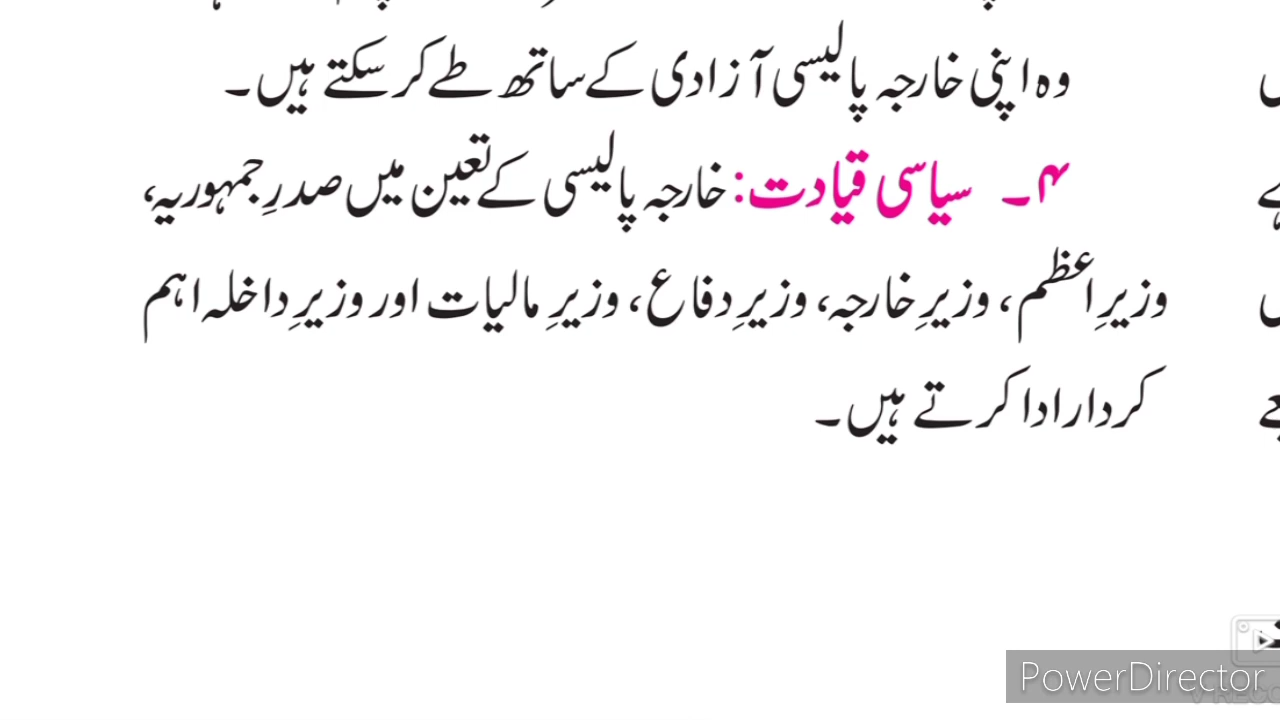 وہ اپنی خارجہ پالیسی آزادی کے ساتھ طے کر سکتے ہیں۔
۴۔ سیاسی قیادت: خارجہ پالیسی کے تعین میں صدرِ جمہوریہ،
وزیرِ اعظم، وزیرِ خارجہ، وزیرِ دفاع، وزیرِ مالیات اور وزیرِ داخلہ اہم
کردار ادا کرتے ہیں۔
PowerDirector